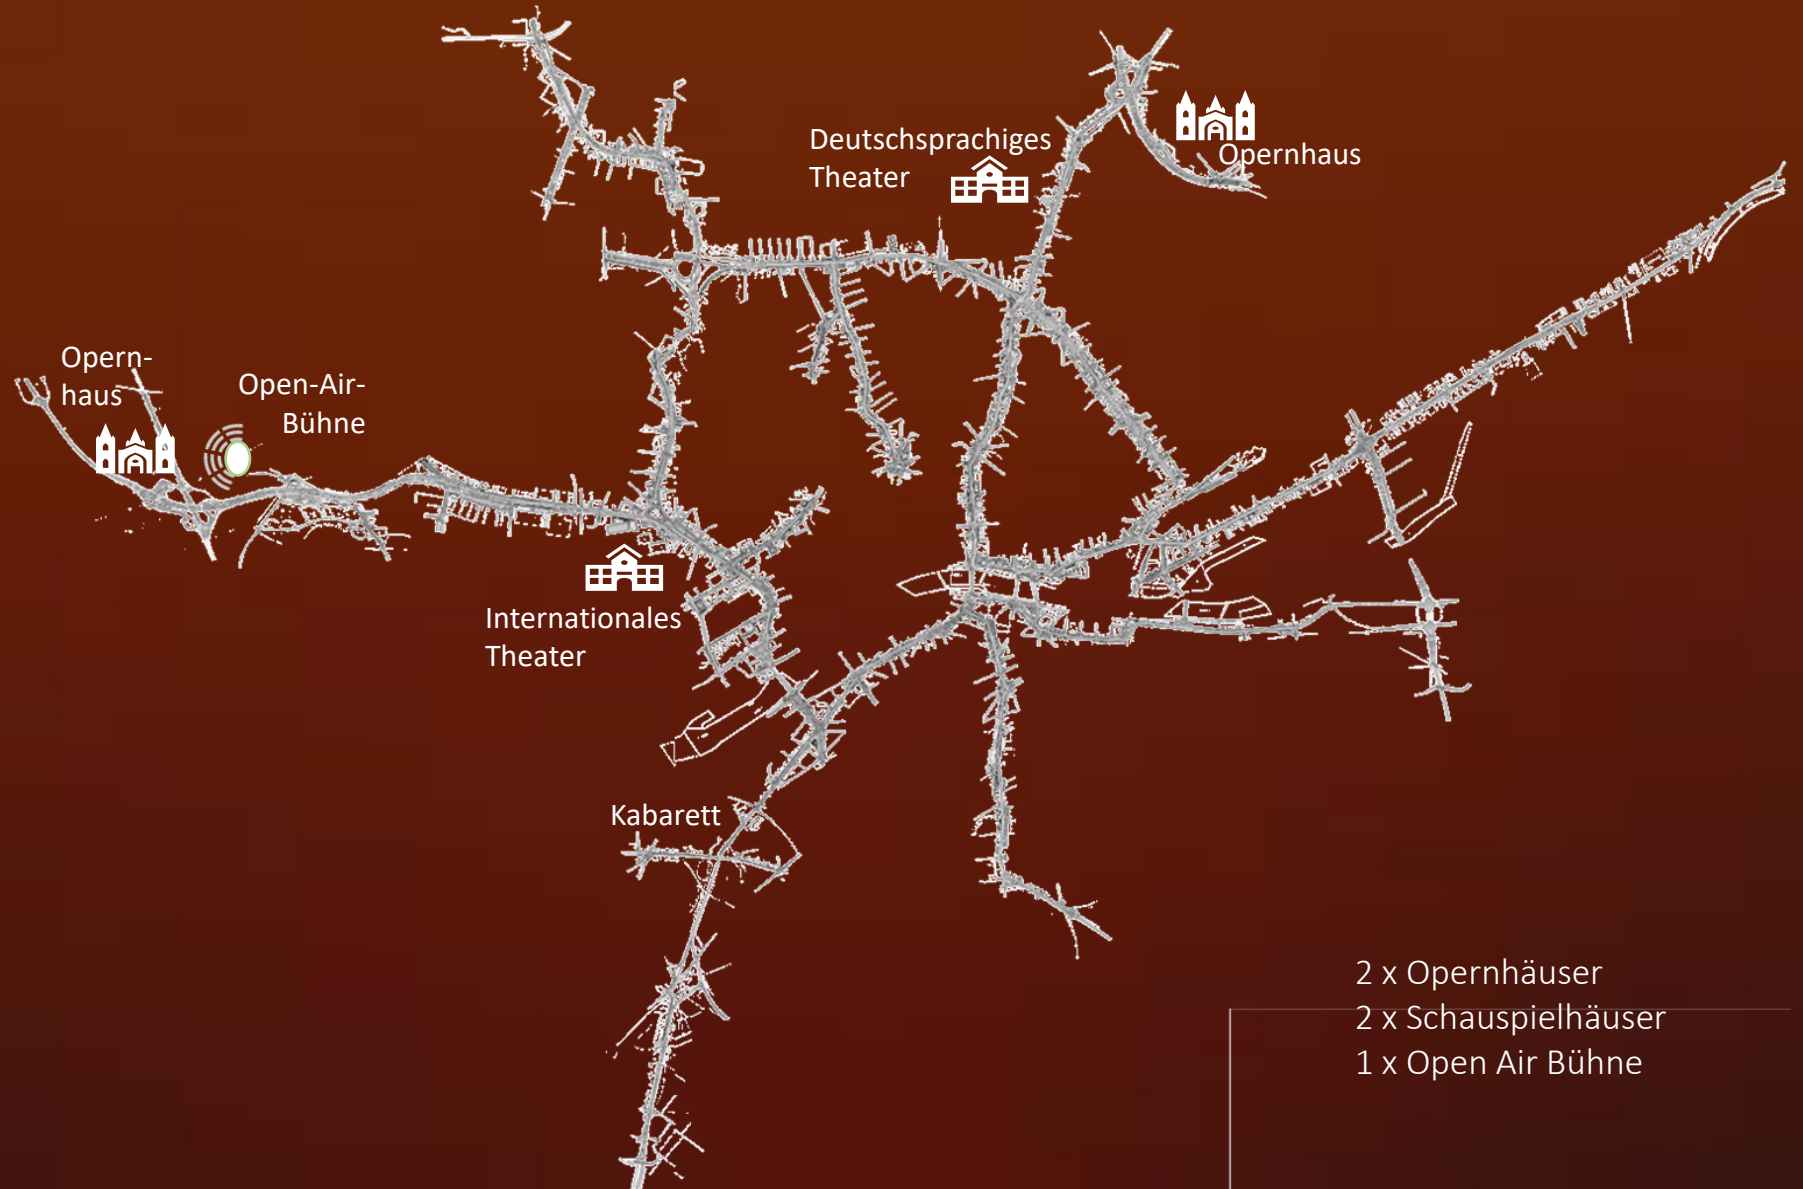 Deutschsprachiges
Theater
Opernhaus
Opern-
haus
Open-Air-
Bühne
Internationales
Theater
Kabarett
2 x Opernhäuser
2 x Schauspielhäuser
1 x Open Air Bühne